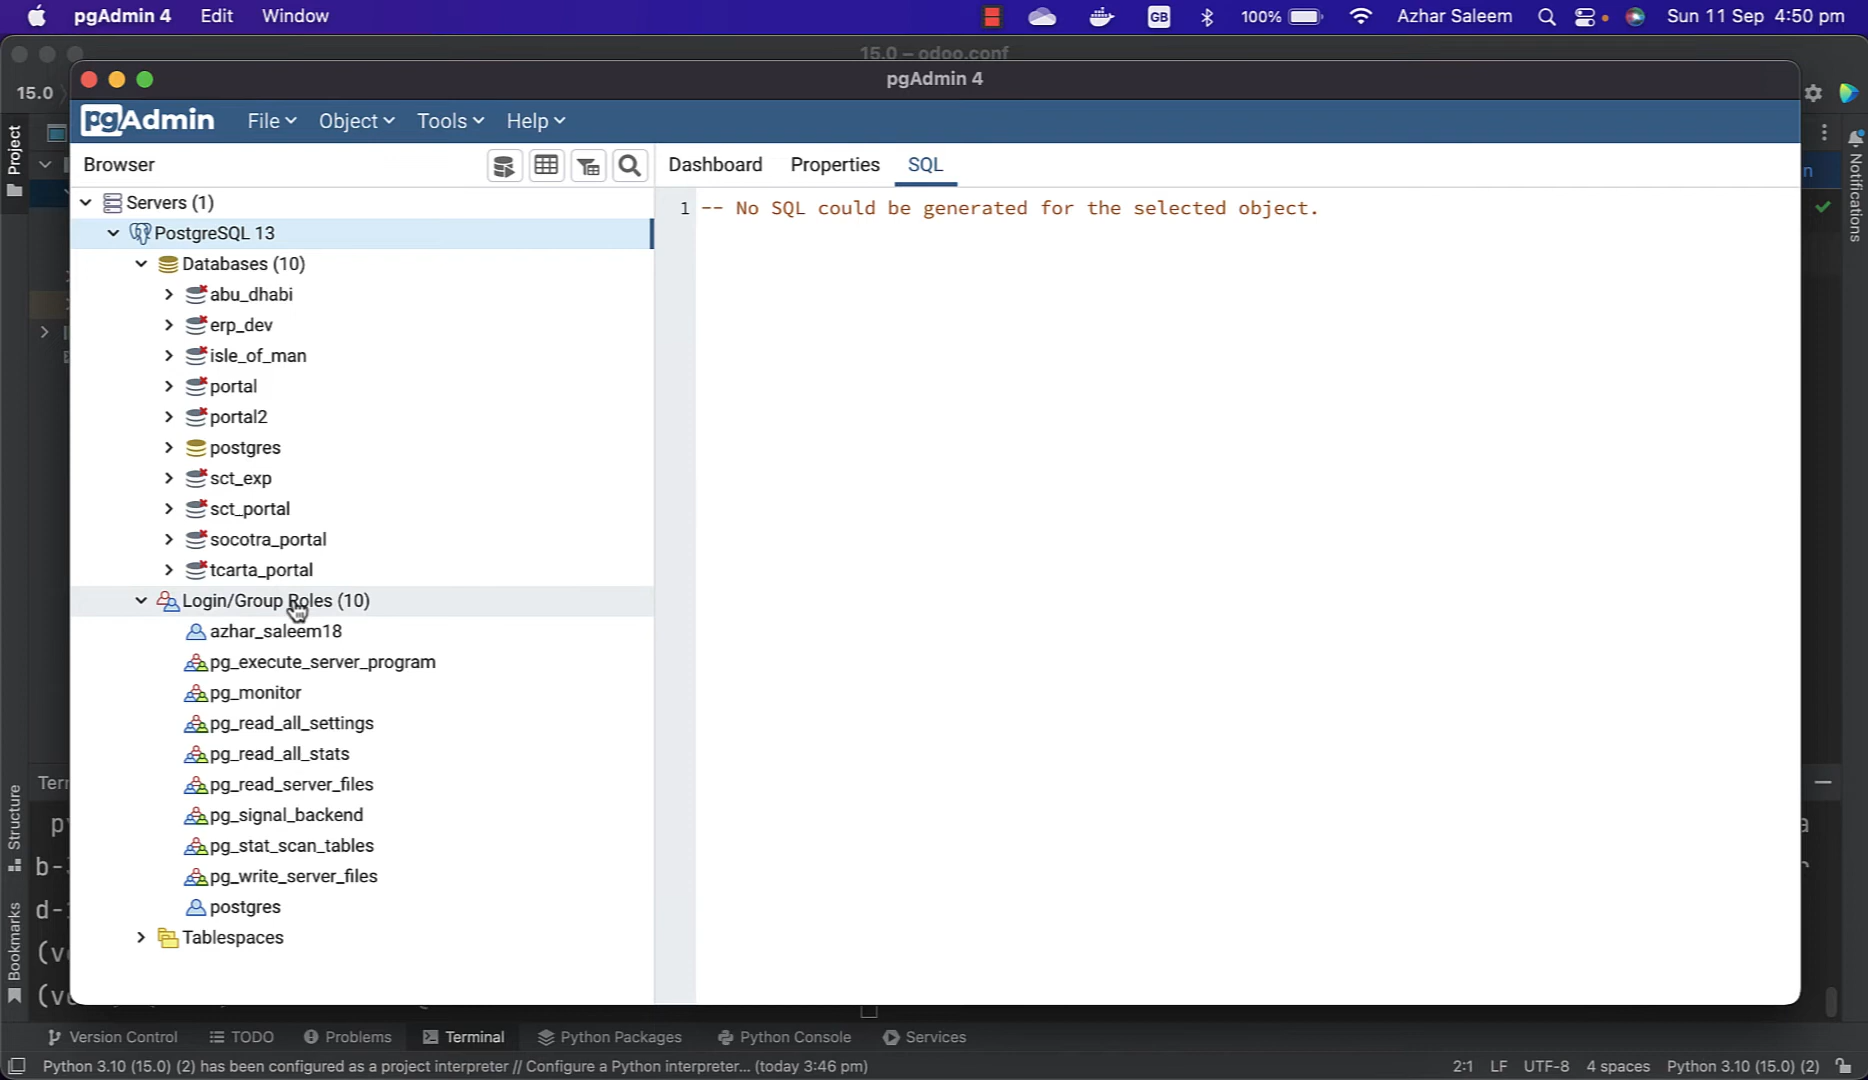 pgAdmin 4 Edit Window GB 100% Azhar Saleem Sun 11 Sep 4:50 pm
15.0 – odoo.conf
pgAdmin 4
15.0
pgAdmin File Object Tools Help
Browser Dashboard Properties SQL
Servers (1)
1 -- No SQL could be generated for the selected object.
PostgreSQL 13
Databases (10)
abu_dhabi
erp_dev
isle_of_man
portal
portal2
postgres
sct_exp
sct_portal
socotra_portal
tcarta_portal
Login/Group Roles (10)
azhar_saleem18
pg_execute_server_program
pg_monitor
pg_read_all_settings
pg_read_all_stats
pg_read_server_files
pg_signal_backend
pg_stat_scan_tables
pg_write_server_files
postgres
Tablespaces
Project
Structure
Bookmarks
Notifications
Version Control TODO Problems Terminal Python Packages Python Console Services
Python 3.10 (15.0) (2) has been configured as a project interpreter // Configure a Python interpreter... (today 3:46 pm) 2:1 LF UTF-8 4 spaces Python 3.10 (15.0) (2)